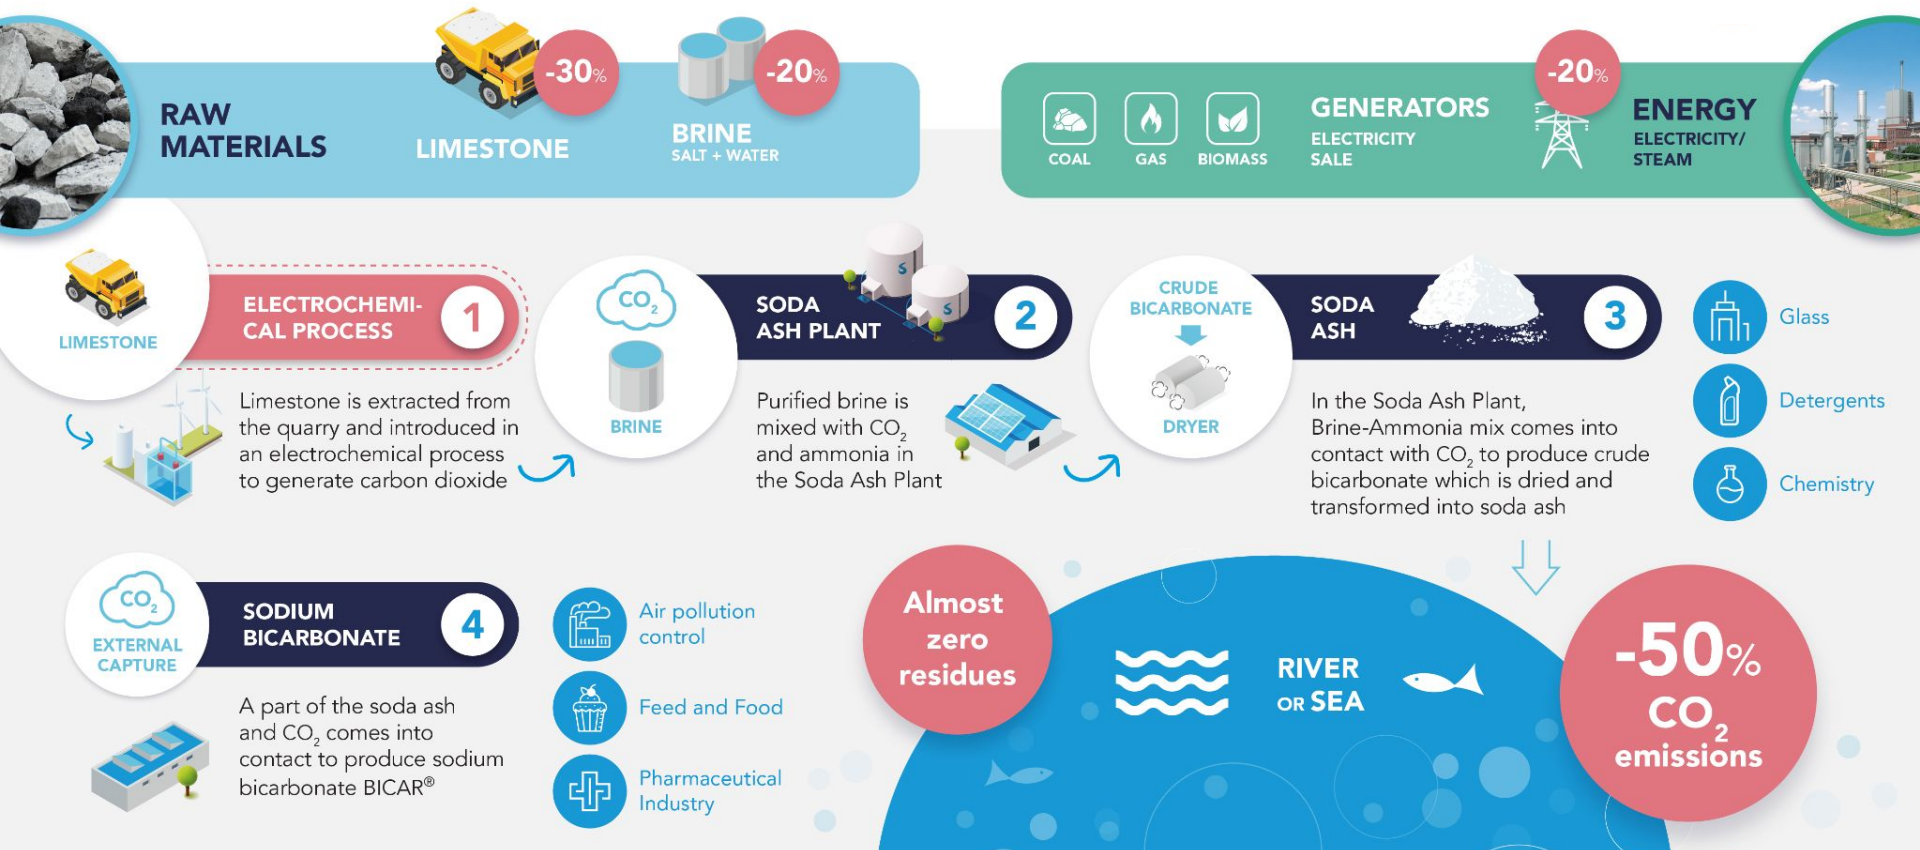 RAW
MATERIALS
LIMESTONE
-30%
BRINE
SALT + WATER
-20%
COAL
GAS
BIOMASS
GENERATORS
ELECTRICITY
SALE
-20%
ENERGY
ELECTRICITY/
STEAM
LIMESTONE
ELECTROCHEMI-
CAL PROCESS
1
Limestone is extracted from
the quarry and introduced in
an electrochemical process
to generate carbon dioxide
CO2
BRINE
SODA
ASH PLANT
S
S
2
Purified brine is
mixed with CO2
and ammonia in
the Soda Ash Plant
CRUDE
BICARBONATE
DRYER
SODA
ASH
3
In the Soda Ash Plant,
Brine-Ammonia mix comes into
contact with CO2 to produce crude
bicarbonate which is dried and
transformed into soda ash
Glass
Detergents
Chemistry
CO2
EXTERNAL
CAPTURE
SODIUM
BICARBONATE
4
A part of the soda ash
and CO2 comes into
contact to produce sodium
bicarbonate BICAR®
Air pollution
control
Feed and Food
Pharmaceutical
Industry
Almost
zero
residues
RIVER
OR SEA
-50%
CO2
emissions